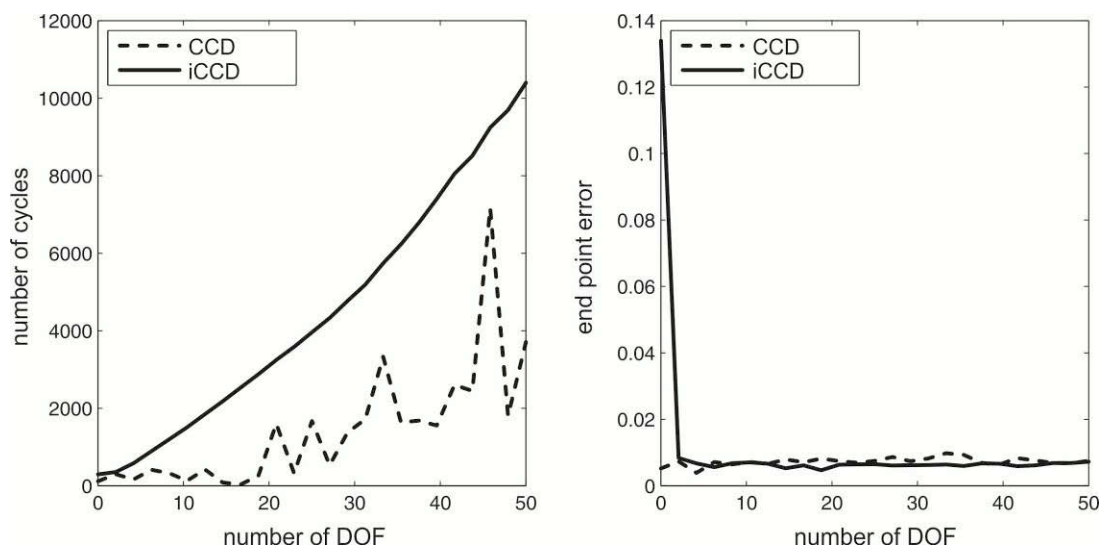 12000
10000
8000
6000
4000
2000
0
number of cycles
CCD
iCCD
0 10 20 30 40 50
number of DOF
0.14
0.12
0.1
0.08
0.06
0.04
0.02
0
end point error
CCD
iCCD
0 10 20 30 40 50
number of DOF